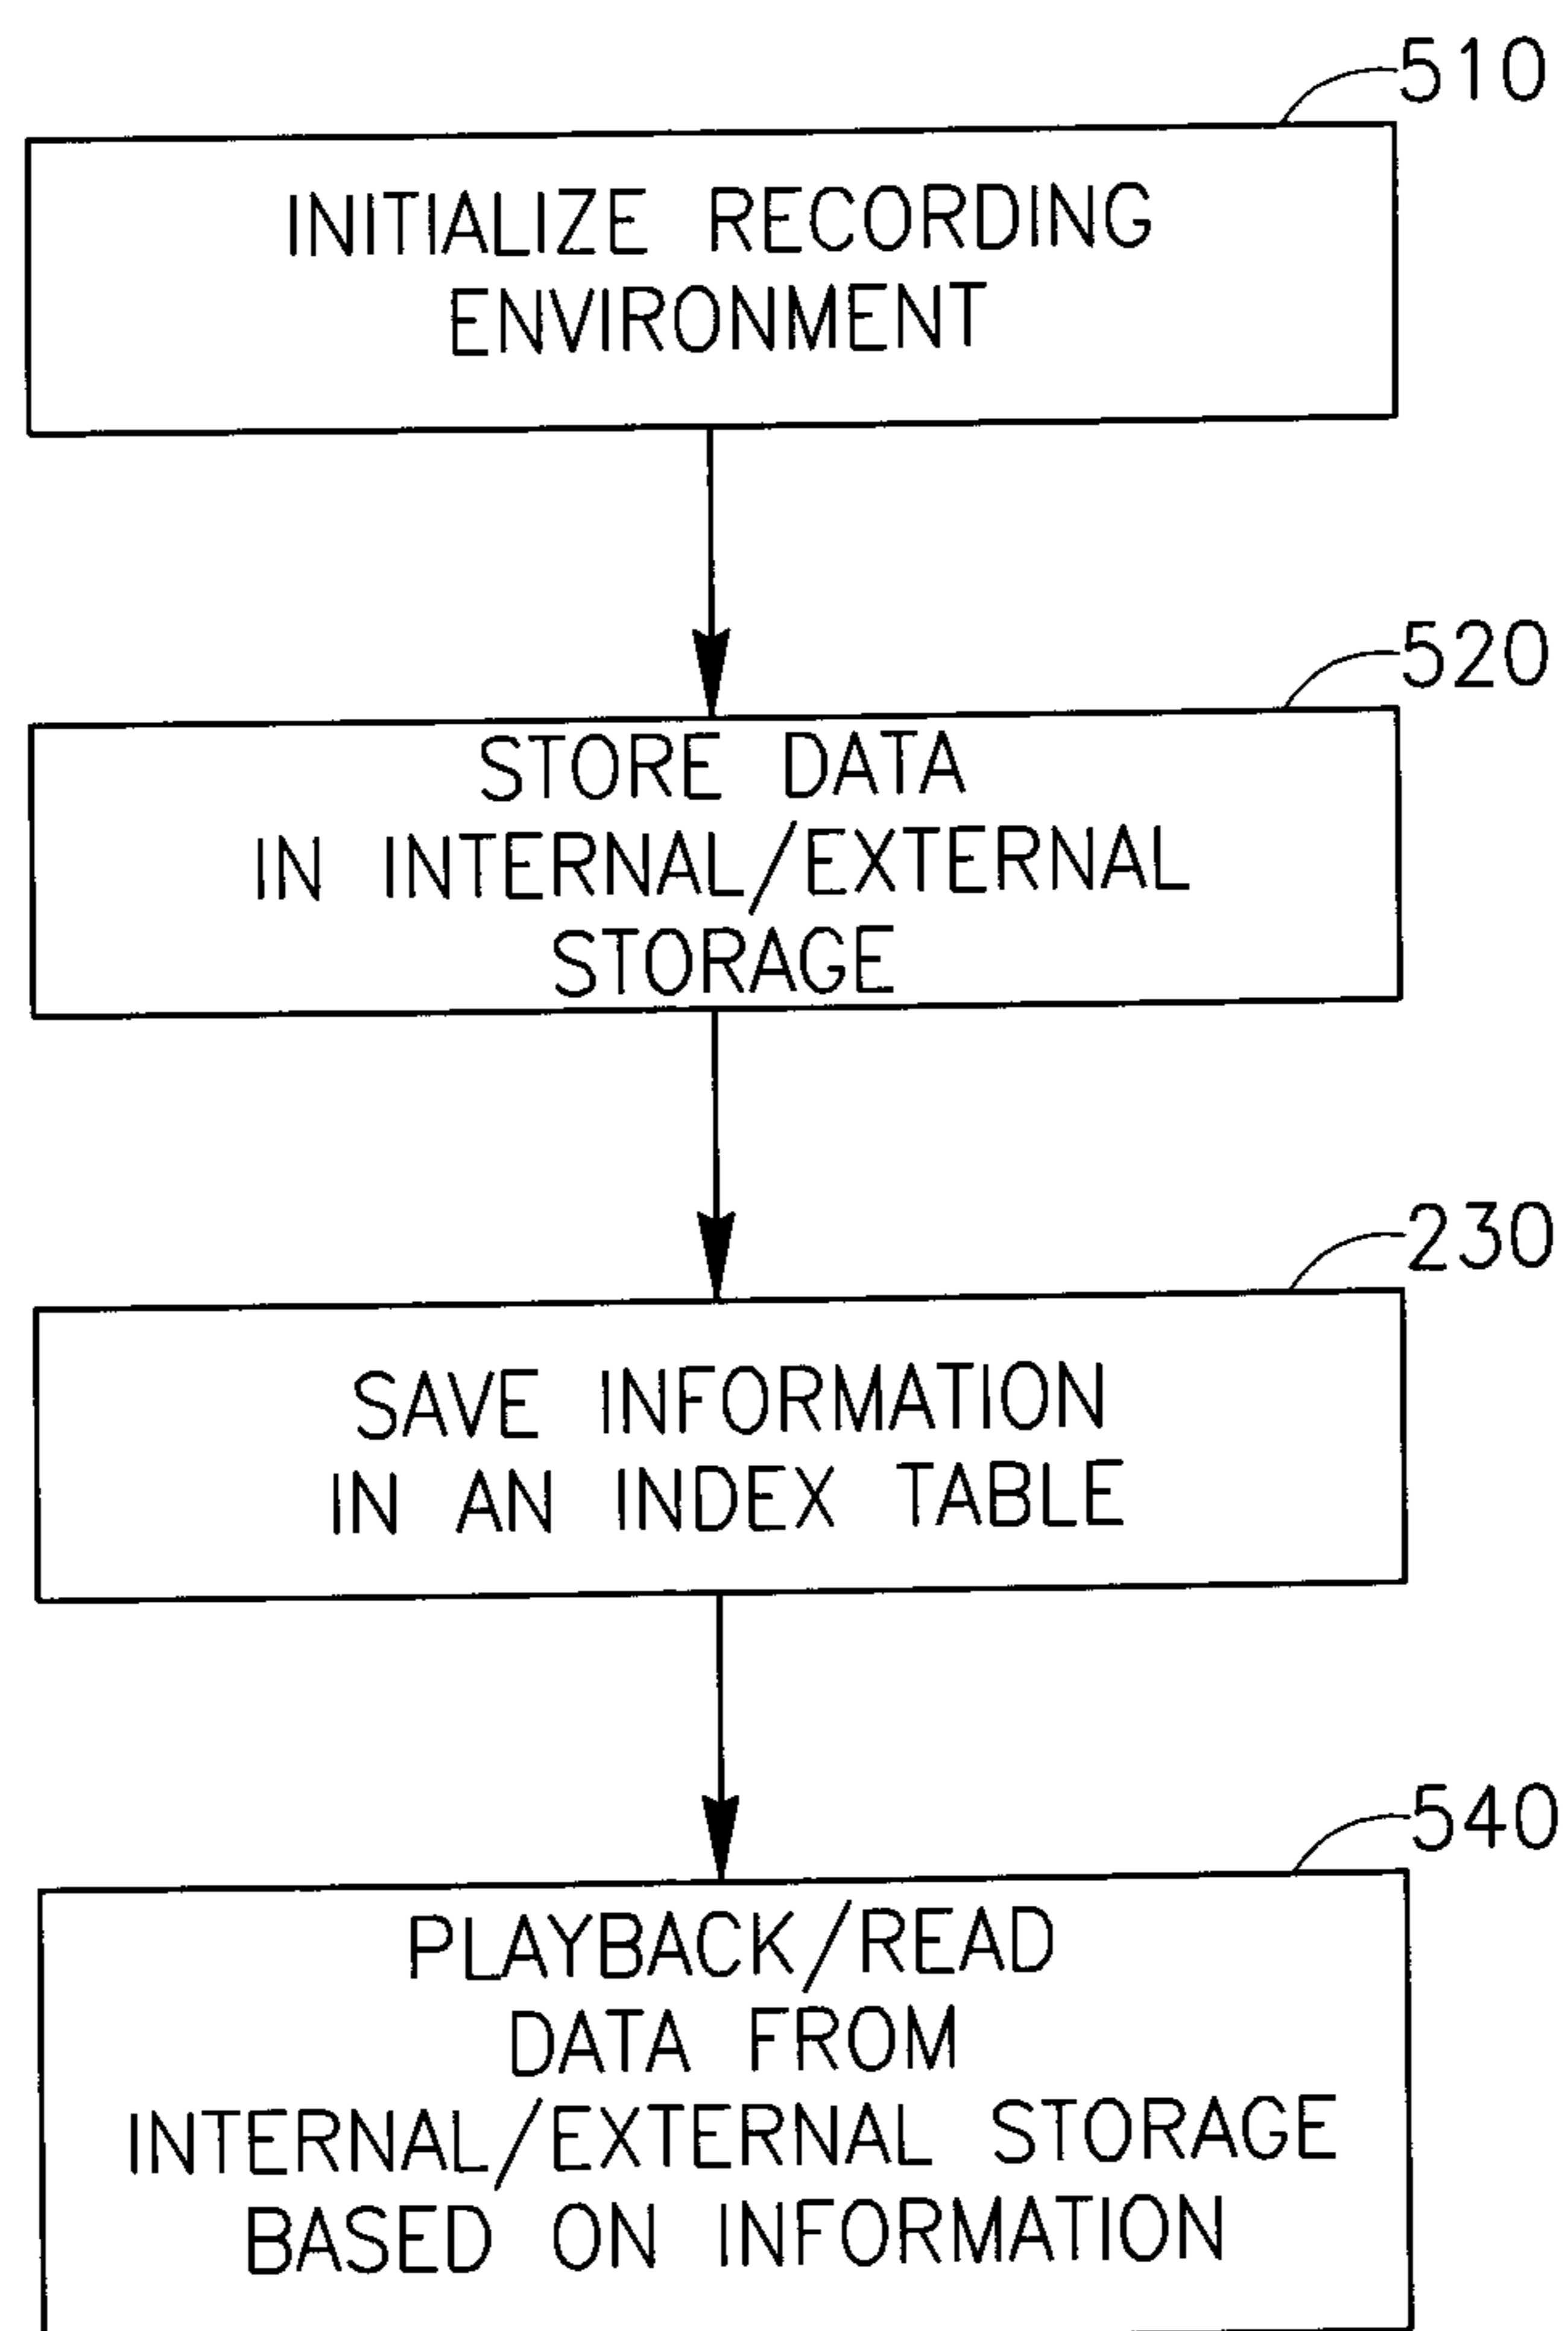 510
INITIALIZE RECORDING
ENVIRONMENT
520
STORE DATA
IN INTERNAL/EXTERNAL
STORAGE
230
SAVE INFORMATION
IN AN INDEX TABLE
540
PLAYBACK/READ
DATA FROM
INTERNAL/EXTERNAL STORAGE
BASED ON INFORMATION